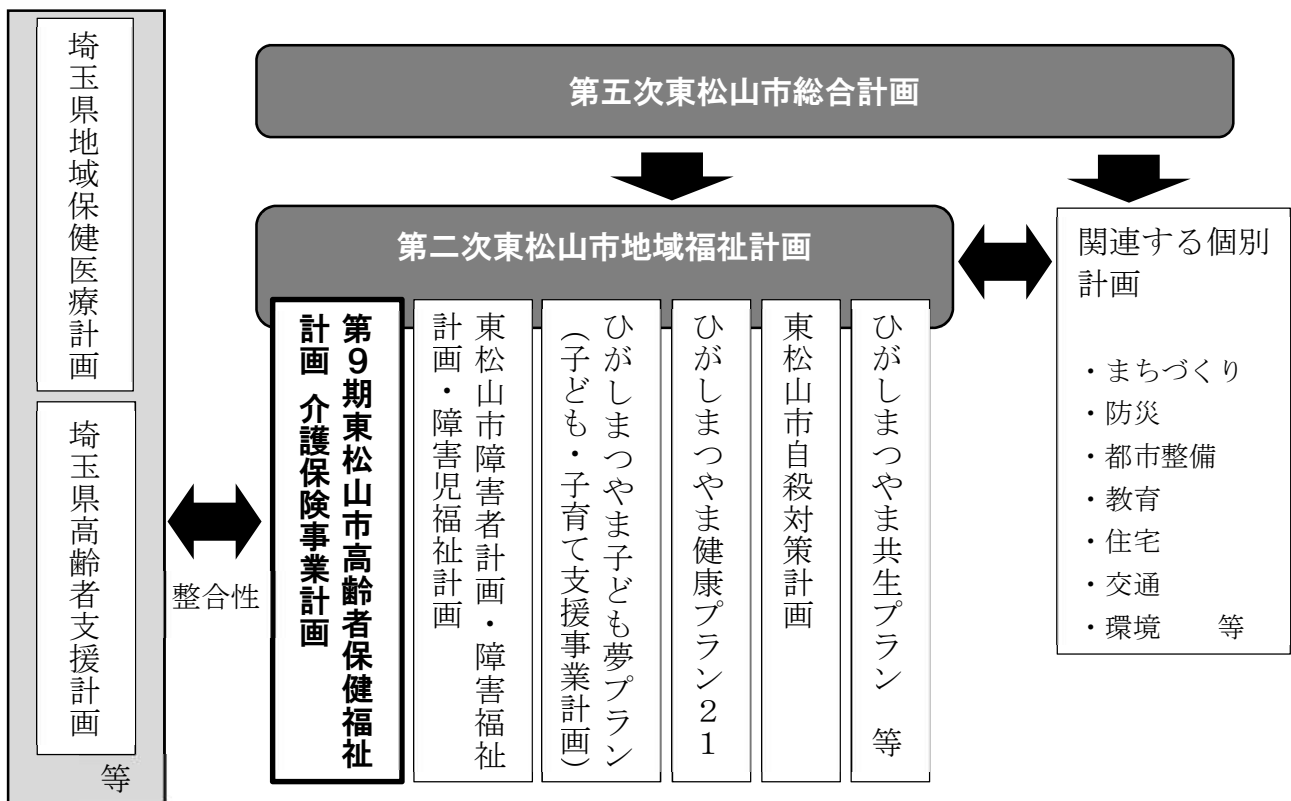 埼玉県地域保健医療計画
埼玉県高齢者支援計画
等
整合性
第五次東松山市総合計画
第二次東松山市地域福祉計画
第９期東松山市高齢者保健福祉
計画 介護保険事業計画
東松山市障害者計画・障害福祉
計画・障害児福祉計画
ひがしまつやま子ども夢プラン
（子ども・子育て支援事業計画）
ひがしまつやま健康プラン２１
東松山市自殺対策計画
ひがしまつやま共生プラン 等
関連する個別
計画
・まちづくり
・防災
・都市整備
・教育
・住宅
・交通
・環境 等